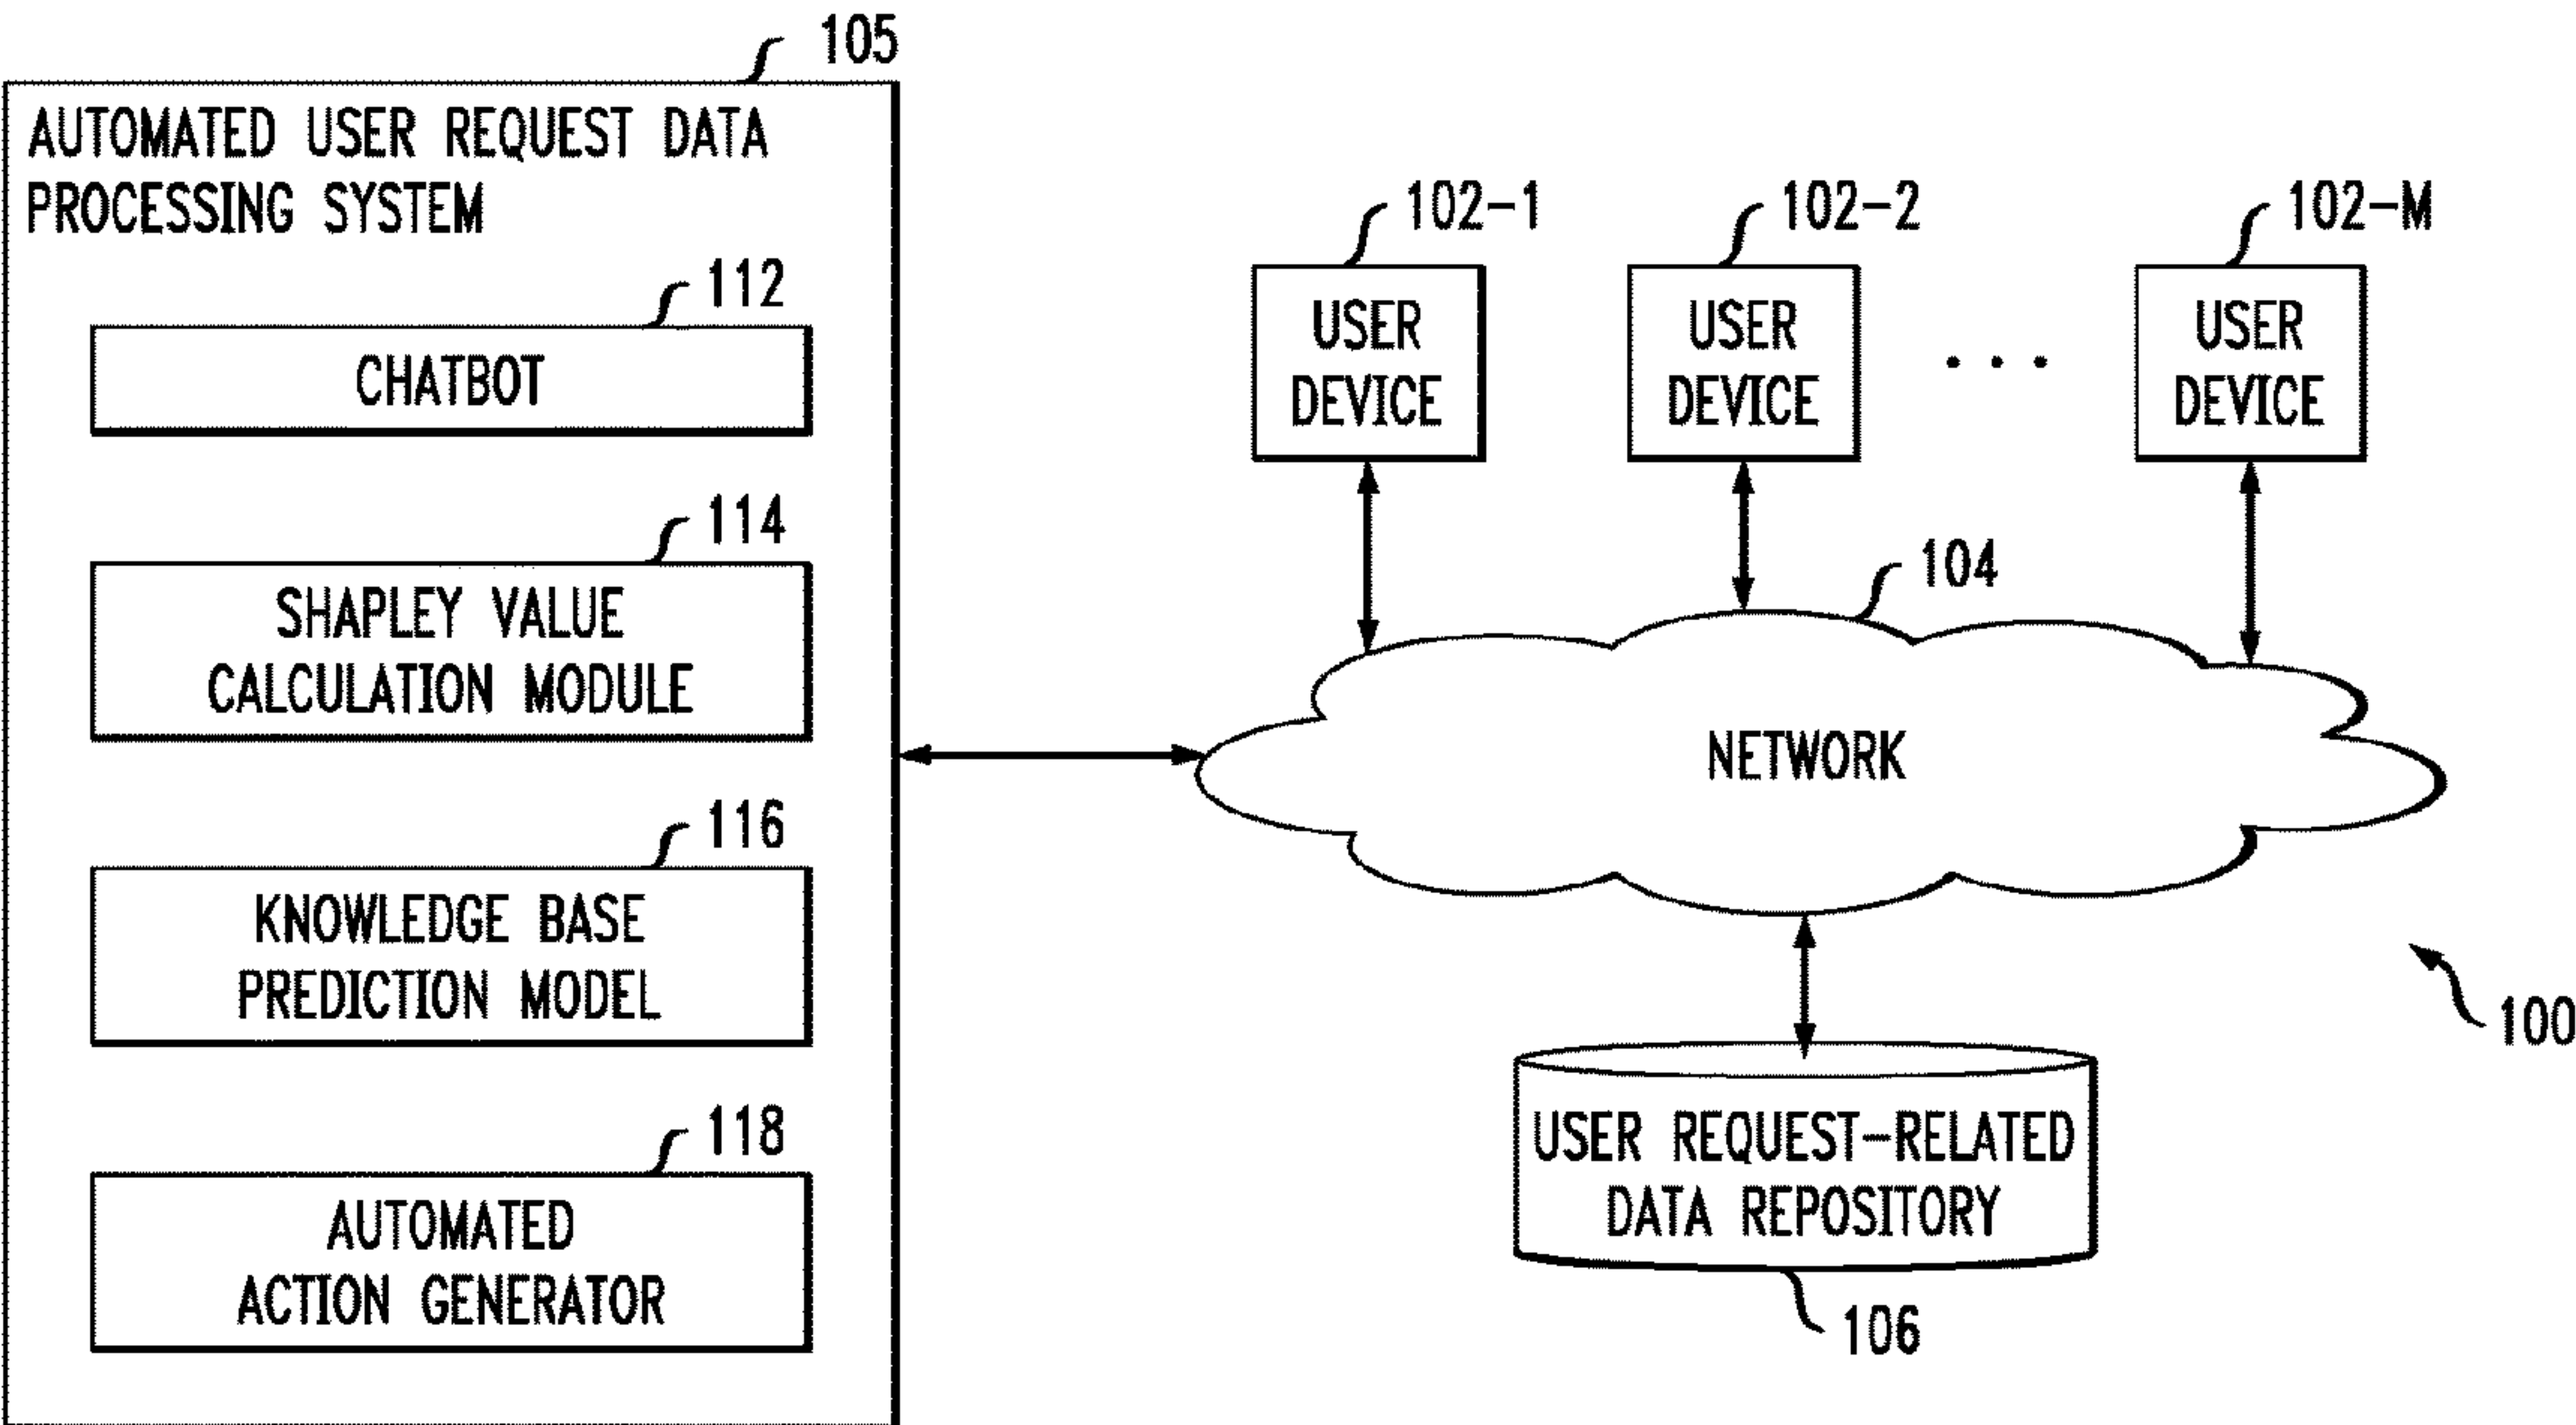 105
AUTOMATED USER REQUEST DATA
PROCESSING SYSTEM
112
CHATBOT
114
SHAPLEY VALUE
CALCULATION MODULE
116
KNOWLEDGE BASE
PREDICTION MODEL
118
AUTOMATED
ACTION GENERATOR
102-1
USER
DEVICE
102-2
USER
DEVICE
. . .
102-M
USER
DEVICE
104
NETWORK
100
USER REQUEST-RELATED
DATA REPOSITORY
106